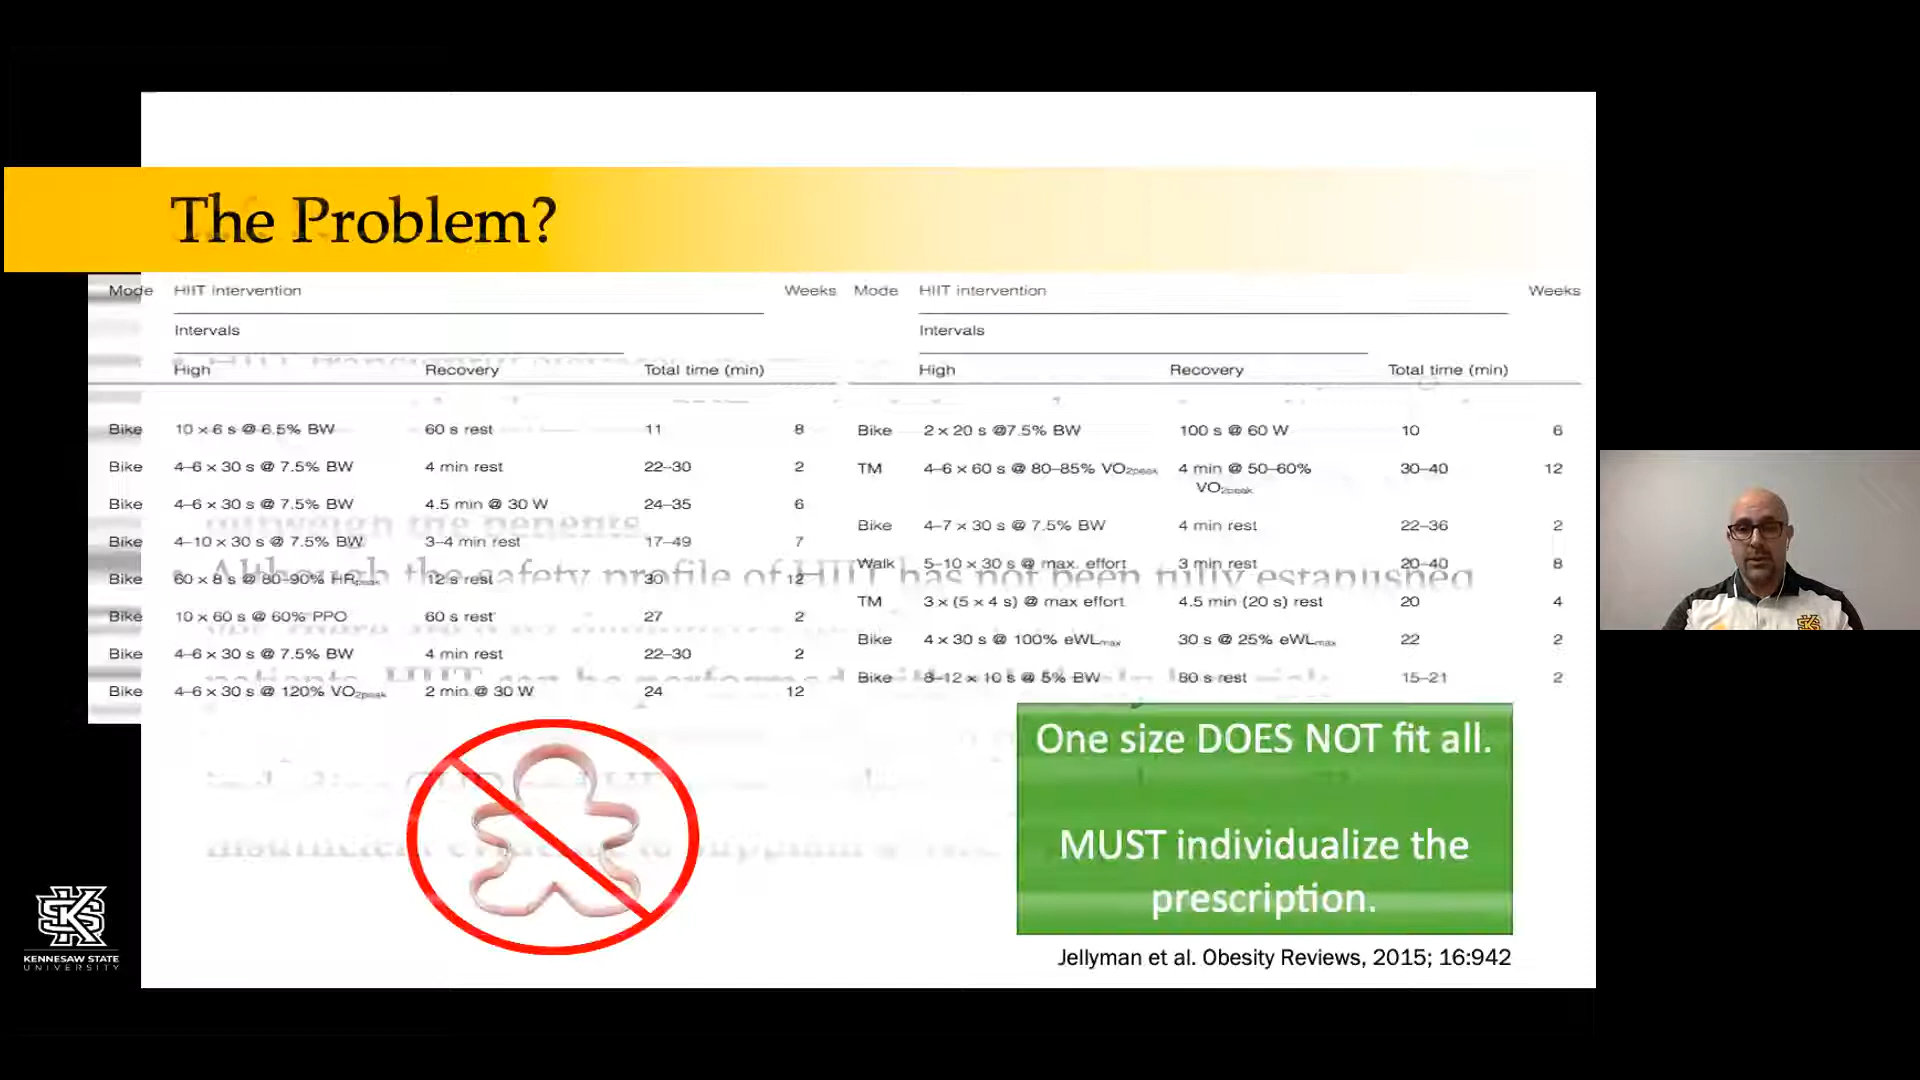 The Problem?
Mode HIIT intervention Weeks
Intervals
High Recovery Total time (min)
Bike 10 × 6 s @ 6.5% BW 60 s rest 11 8
Bike 4–6 × 30 s @ 7.5% BW 4 min rest 22–30 2
Bike 4–6 × 30 s @ 7.5% BW 4.5 min @ 30 W 24–35 6
Bike 4–10 × 30 s @ 7.5% BW 3–4 min rest 17–49 7
Bike 60 × 8 s @ 80–90% HRpeak 12 s rest 30 12
Bike 10 × 60 s @ 60% PPO 60 s rest 27 2
Bike 4–6 × 30 s @ 7.5% BW 4 min rest 22–30 2
Bike 4–6 × 30 s @ 120% VO2peak 2 min @ 30 W 24 12
Mode HIIT intervention Weeks
Intervals
High Recovery Total time (min)
Bike 2 × 20 s @7.5% BW 100 s @ 60 W 10 6
TM 4–6 × 60 s @ 80–85% VO2peak 4 min @ 50–60% 30–40 12
VO2peak
Bike 4–7 × 30 s @ 7.5% BW 4 min rest 22–36 2
Walk 5–10 × 30 s @ max. effort 3 min rest 20–40 8
TM 3 × (5 × 4 s) @ max effort 4.5 min (20 s) rest 20 4
Bike 4 × 30 s @ 100% eWLmax 30 s @ 25% eWLmax 22 2
Bike 8–12 × 10 s @ 5% BW 80 s rest 15–21 2
Although the safety profile of HIIT has not been fully established
One size DOES NOT fit all.
MUST individualize the
prescription.
Jellyman et al. Obesity Reviews, 2015; 16:942
KENNESAW STATE
UNIVERSITY